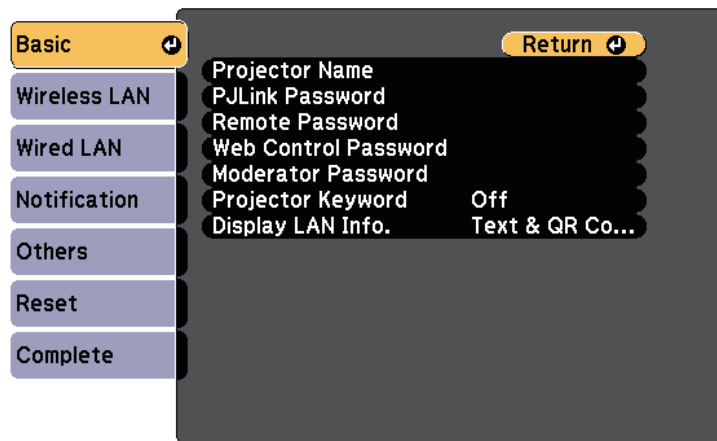 Basic
Wireless LAN
Wired LAN
Notification
Others
Reset
Complete
Return
Projector Name
PJLink Password
Remote Password
Web Control Password
Moderator Password
Projector Keyword Off
Display LAN Info. Text & QR Co...